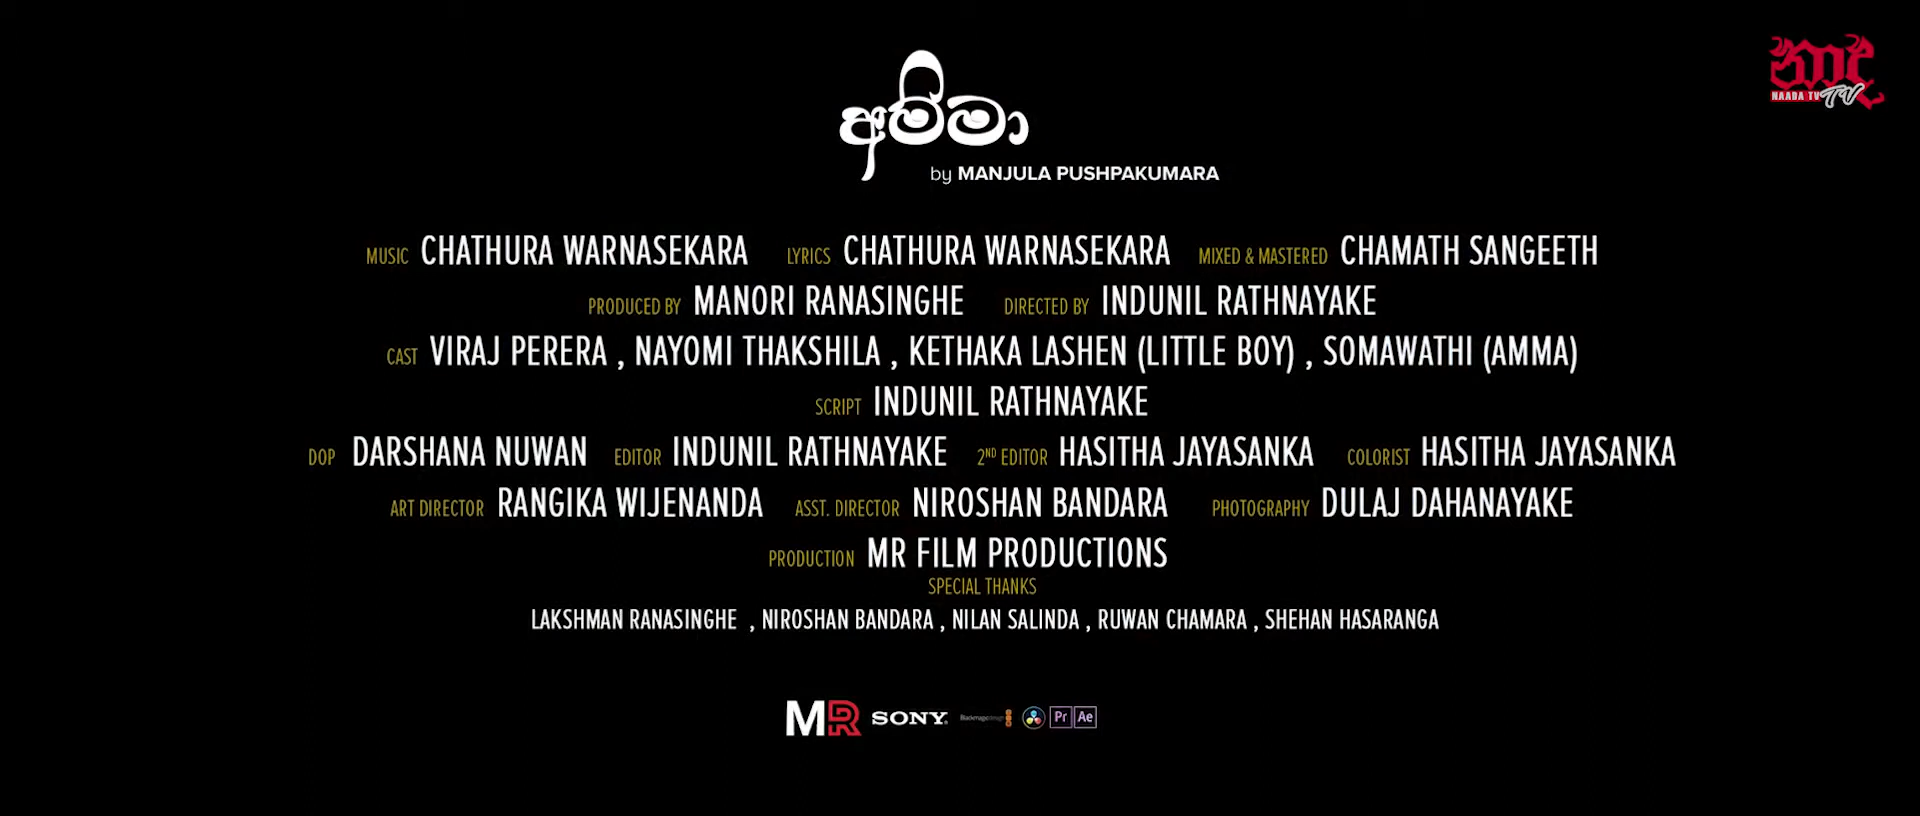 අම්මා
නාද
NAADA TV TV
by MANJULA PUSHPAKUMARA
MUSIC CHATHURA WARNASEKARA LYRICS CHATHURA WARNASEKARA MIXED & MASTERED CHAMATH SANGEETH
PRODUCED BY MANORI RANASINGHE DIRECTED BY INDUNIL RATHNAYAKE
CAST VIRAJ PERERA , NAYOMI THAKSHILA , KETHAKA LASHEN (LITTLE BOY) , SOMAWATHI (AMMA)
SCRIPT INDUNIL RATHNAYAKE
DOP DARSHANA NUWAN EDITOR INDUNIL RATHNAYAKE 2ND EDITOR HASITHA JAYASANKA COLORIST HASITHA JAYASANKA
ART DIRECTOR RANGIKA WIJENANDA ASST. DIRECTOR NIROSHAN BANDARA PHOTOGRAPHY DULAJ DAHANAYAKE
PRODUCTION MR FILM PRODUCTIONS
SPECIAL THANKS
LAKSHMAN RANASINGHE , NIROSHAN BANDARA , NILAN SALINDA , RUWAN CHAMARA , SHEHAN HASARANGA
MR SONY Blackmagicdesign Pr Ae